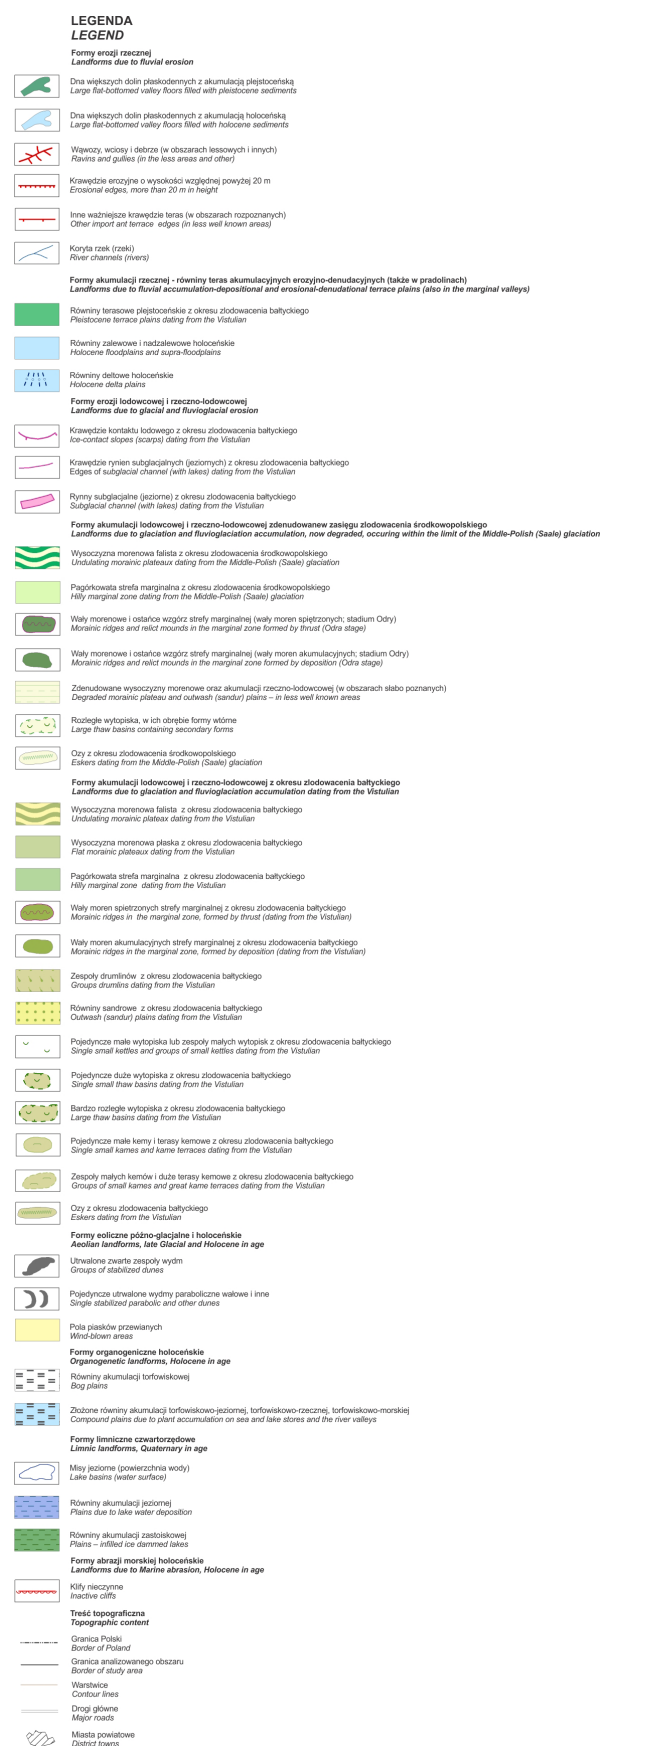 LEGENDA
LEGEND
Formy erozji rzecznej
Landforms due to fluvial erosion
Dna większych dolin płaskodennych z akumulacją plejstoceńską
Large flat-bottomed valley floors filled with pleistocene sediments
Dna większych dolin płaskodennych z akumulacją holoceńską
Large flat-bottomed valley floors filled with holocene sediments
Wąwozy, wciosy i debrze (w obszarach lessowych i innych)
Ravins and gullies (in the less areas and other)
Krawędzie erozyjne o wysokości względnej powyżej 20 m
Erosional edges, more than 20 m in height
Inne ważniejsze krawędzie teras (w obszarach rozpoznanych)
Other import ant terrace edges (in less well known areas)
Koryta rzek (rzeki)
River channels (rivers)
Formy akumulacji rzecznej - równiny teras akumulacyjnych erozyjno-denudacyjnych (także w pradolinach)
Landforms due to fluvial accumulation-depositional and erosional-denudational terrace plains (also in the marginal valleys)
Równiny terasowe plejstoceńskie z okresu zlodowacenia bałtyckiego
Pleistocene terrace plains dating from the Vistulian
Równiny zalewowe i nadzalewowe holoceńskie
Holocene floodplains and supra-floodplains
Równiny deltowe holoceńskie
Holocene delta plains
Formy erozji lodowcowej i rzeczno-lodowcowej
Landforms due to glacial and fluvioglacial erosion
Krawędzie kontaktu lodowego z okresu zlodowacenia bałtyckiego
Ice-contact slopes (scarps) dating from the Vistulian
Krawędzie rynien subglacjalnych (jeziornych) z okresu zlodowacenia bałtyckiego
Edges of subglacial channel (with lakes) dating from the Vistulian
Rynny subglacjalne (jeziorne) z okresu zlodowacenia bałtyckiego
Subglacial channel (with lakes) dating from the Vistulian
Formy akumulacji lodowcowej i rzeczno-lodowcowej zdenudowanew zasięgu zlodowacenia środkowopolskiego
Landforms due to glaciation and fluvioglaciation accumulation, now degraded, occuring within the limit of the Middle-Polish (Saale) glaciation
Wysoczyzna morenowa falista z okresu zlodowacenia środkowopolskiego
Undulating morainic plateaux dating from the Middle-Polish (Saale) glaciation
Pagórkowata strefa marginalna z okresu zlodowacenia środkowopolskiego
Hilly marginal zone dating from the Middle-Polish (Saale) glaciation
Wały morenowe i ostańce wzgórz strefy marginalnej (wały moren spiętrzonych; stadium Odry)
Morainic ridges and relict mounds in the marginal zone formed by thrust (Odra stage)
Wały morenowe i ostańce wzgórz strefy marginalnej (wały moren akumulacyjnych; stadium Odry)
Morainic ridges and relict mounds in the marginal zone formed by deposition (Odra stage)
Zdenudowane wysoczyzny morenowe oraz akumulacji rzeczno-lodowcowej (w obszarach słabo poznanych)
Degraded morainic plateau and outwash (sandur) plains – in less well known areas
Rozległe wytopiska, w ich obrębie formy wtórne
Large thaw basins containing secondary forms
Ozy z okresu zlodowacenia środkowopolskiego
Eskers dating from the Middle-Polish (Saale) glaciation
Formy akumulacji lodowcowej i rzeczno-lodowcowej z okresu zlodowacenia bałtyckiego
Landforms due to glaciation and fluvioglaciation accumulation dating from the Vistulian
Wysoczyzna morenowa falista z okresu zlodowacenia bałtyckiego
Undulating morainic plateax dating from the Vistulian
Wysoczyzna morenowa płaska z okresu zlodowacenia bałtyckiego
Flat morainic plateaux dating from the Vistulian
Pagórkowata strefa marginalna z okresu zlodowacenia bałtyckiego
Hilly marginal zone dating from the Vistulian
Wały moren spietrzonych strefy marginalnej z okresu zlodowacenia bałtyckiego
Morainic ridges in the marginal zone, formed by thrust (dating from the Vistulian)
Wały moren akumulacyjnych strefy marginalnej z okresu zlodowacenia bałtyckiego
Morainic ridges in the marginal zone, formed by deposition (dating from the Vistulian)
Zespoły drumlinów z okresu zlodowacenia bałtyckiego
Groups drumlins dating from the Vistulian
Równiny sandrowe z okresu zlodowacenia bałtyckiego
Outwash (sandur) plains dating from the Vistulian
Pojedyncze małe wytopiska lub zespoły małych wytopisk z okresu zlodowacenia bałtyckiego
Single small kettles and groups of small kettles dating from the Vistulian
Pojedyncze duże wytopiska z okresu zlodowacenia bałtyckiego
Single small thaw basins dating from the Vistulian
Bardzo rozległe wytopiska z okresu zlodowacenia bałtyckiego
Large thaw basins dating from the Vistulian
Pojedyncze małe kemy i terasy kemowe z okresu zlodowacenia bałtyckiego
Single small kames and kame terraces dating from the Vistulian
Zespoły małych kemów i duże terasy kemowe z okresu zlodowacenia bałtyckiego
Groups of small kames and great kame terraces dating from the Vistulian
Ozy z okresu zlodowacenia bałtyckiego
Eskers dating from the Vistulian
Formy eoliczne późno-glacjalne i holoceńskie
Aeolian landforms, late Glacial and Holocene in age
Utrwalone zwarte zespoły wydm
Groups of stabilized dunes
Pojedyncze utrwalone wydmy paraboliczne wałowe i inne
Single stabilized parabolic and other dunes
Pola piasków przewianych
Wind-blown areas
Formy organogeniczne holoceńskie
Organogenetic landforms, Holocene in age
Równiny akumulacji torfowiskowej
Bog plains
Złożone równiny akumulacji torfowiskowo-jeziornej, torfowiskowo-rzecznej, torfowiskowo-morskiej
Compound plains due to plant accumulation on sea and lake stores and the river valleys
Formy limniczne czwartorzędowe
Limnic landforms, Quaternary in age
Misy jeziorne (powierzchnia wody)
Lake basins (water surface)
Równiny akumulacji jeziornej
Plains due to lake water deposition
Równiny akumulacji zastoiskowej
Plains – infilled ice dammed lakes
Formy abrazji morskiej holoceńskie
Landforms due to Marine abrasion, Holocene in age
Klify nieczynne
Inactive cliffs
Treść topograficzna
Topographic content
Granica Polski
Border of Poland
Granica analizowanego obszaru
Border of study area
Warstwice
Contour lines
Drogi główne
Major roads
Miasta powiatowe
District towns